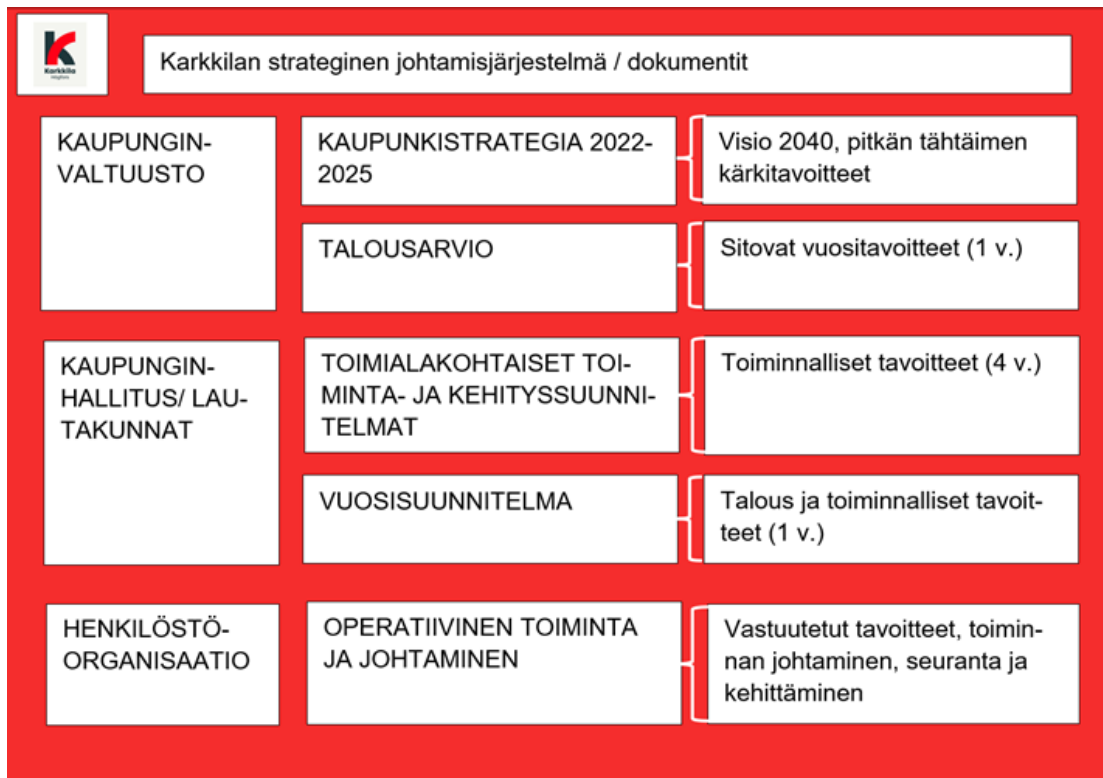 Karkkila
Karkkilan strateginen johtamisjärjestelmä / dokumentit
KAUPUNGIN-
VALTUUSTO
KAUPUNKISTRATEGIA 2022-
2025
Visio 2040, pitkän tähtäimen
kärkitavoitteet
TALOUSARVIO
Sitovat vuositavoitteet (1 v.)
KAUPUNGIN-
HALLITUS/ LAU-
TAKUNNAT
TOIMIALAKOHTAISET TOI-
MINTA- JA KEHITYSSUUNNI-
TELMAT
Toiminnalliset tavoitteet (4 v.)
VUOSISUUNNITELMA
Talous ja toiminnalliset tavoit-
teet (1 v.)
HENKILÖSTÖ-
ORGANISAATIO
OPERATIIVINEN TOIMINTA
JA JOHTAMINEN
Vastuutetut tavoitteet, toimin-
nan johtaminen, seuranta ja
kehittäminen